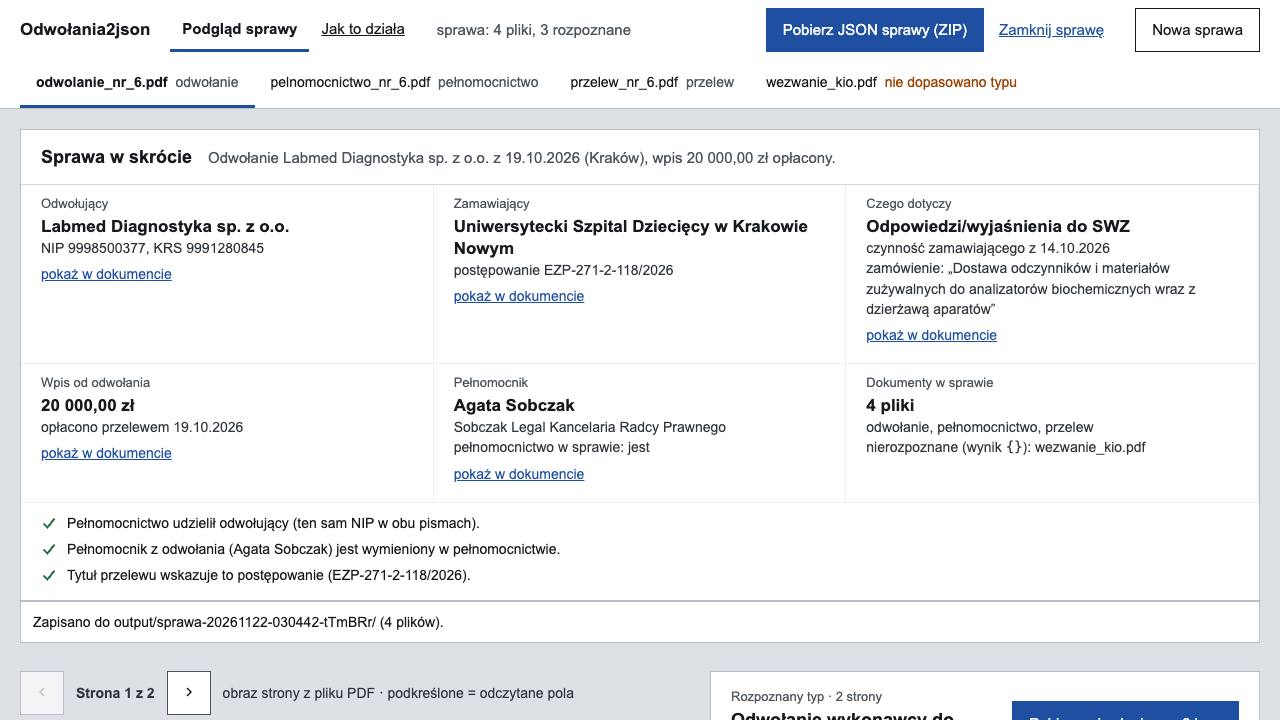 Odwołania2json
Podgląd sprawy
Jak to działa
sprawa: 4 pliki, 3 rozpoznane
Pobierz JSON sprawy (ZIP)
Zamknij sprawę
Nowa sprawa
odwolanie_nr_6.pdf odwołanie
pelnomocnictwo_nr_6.pdf pełnomocnictwo
przelew_nr_6.pdf przelew
wezwanie_kio.pdf nie dopasowano typu
Sprawa w skrócie
Odwołanie Labmed Diagnostyka sp. z o.o. z 19.10.2026 (Kraków), wpis 20 000,00 zł opłacony.
Odwołujący
Labmed Diagnostyka sp. z o.o.
NIP 9998500377, KRS 9991280845
pokaż w dokumencie
Zamawiający
Uniwersytecki Szpital Dziecięcy w Krakowie
Nowym
postępowanie EZP-271-2-118/2026
pokaż w dokumencie
Czego dotyczy
Odpowiedzi/wyjaśnienia do SWZ
czynność zamawiającego z 14.10.2026
zamówienie: „Dostawa odczynników i materiałów
zużywalnych do analizatorów biochemicznych wraz z
dzierżawą aparatów”
pokaż w dokumencie
Wpis od odwołania
20 000,00 zł
opłacono przelewem 19.10.2026
pokaż w dokumencie
Pełnomocnik
Agata Sobczak
Sobczak Legal Kancelaria Radcy Prawnego
pełnomocnictwo w sprawie: jest
pokaż w dokumencie
Dokumenty w sprawie
4 pliki
odwołanie, pełnomocnictwo, przelew
nierozpoznane (wynik {}): wezwanie_kio.pdf
Pełnomocnictwo udzielił odwołujący (ten sam NIP w obu pismach).
Pełnomocnik z odwołania (Agata Sobczak) jest wymieniony w pełnomocnictwie.
Tytuł przelewu wskazuje to postępowanie (EZP-271-2-118/2026).
Zapisano do output/sprawa-20261122-030442-tTmBRr/ (4 plików).
Strona 1 z 2
obraz strony z pliku PDF · podkreślone = odczytane pola
Rozpoznany typ · 2 strony
Odwołanie wykonawcy do